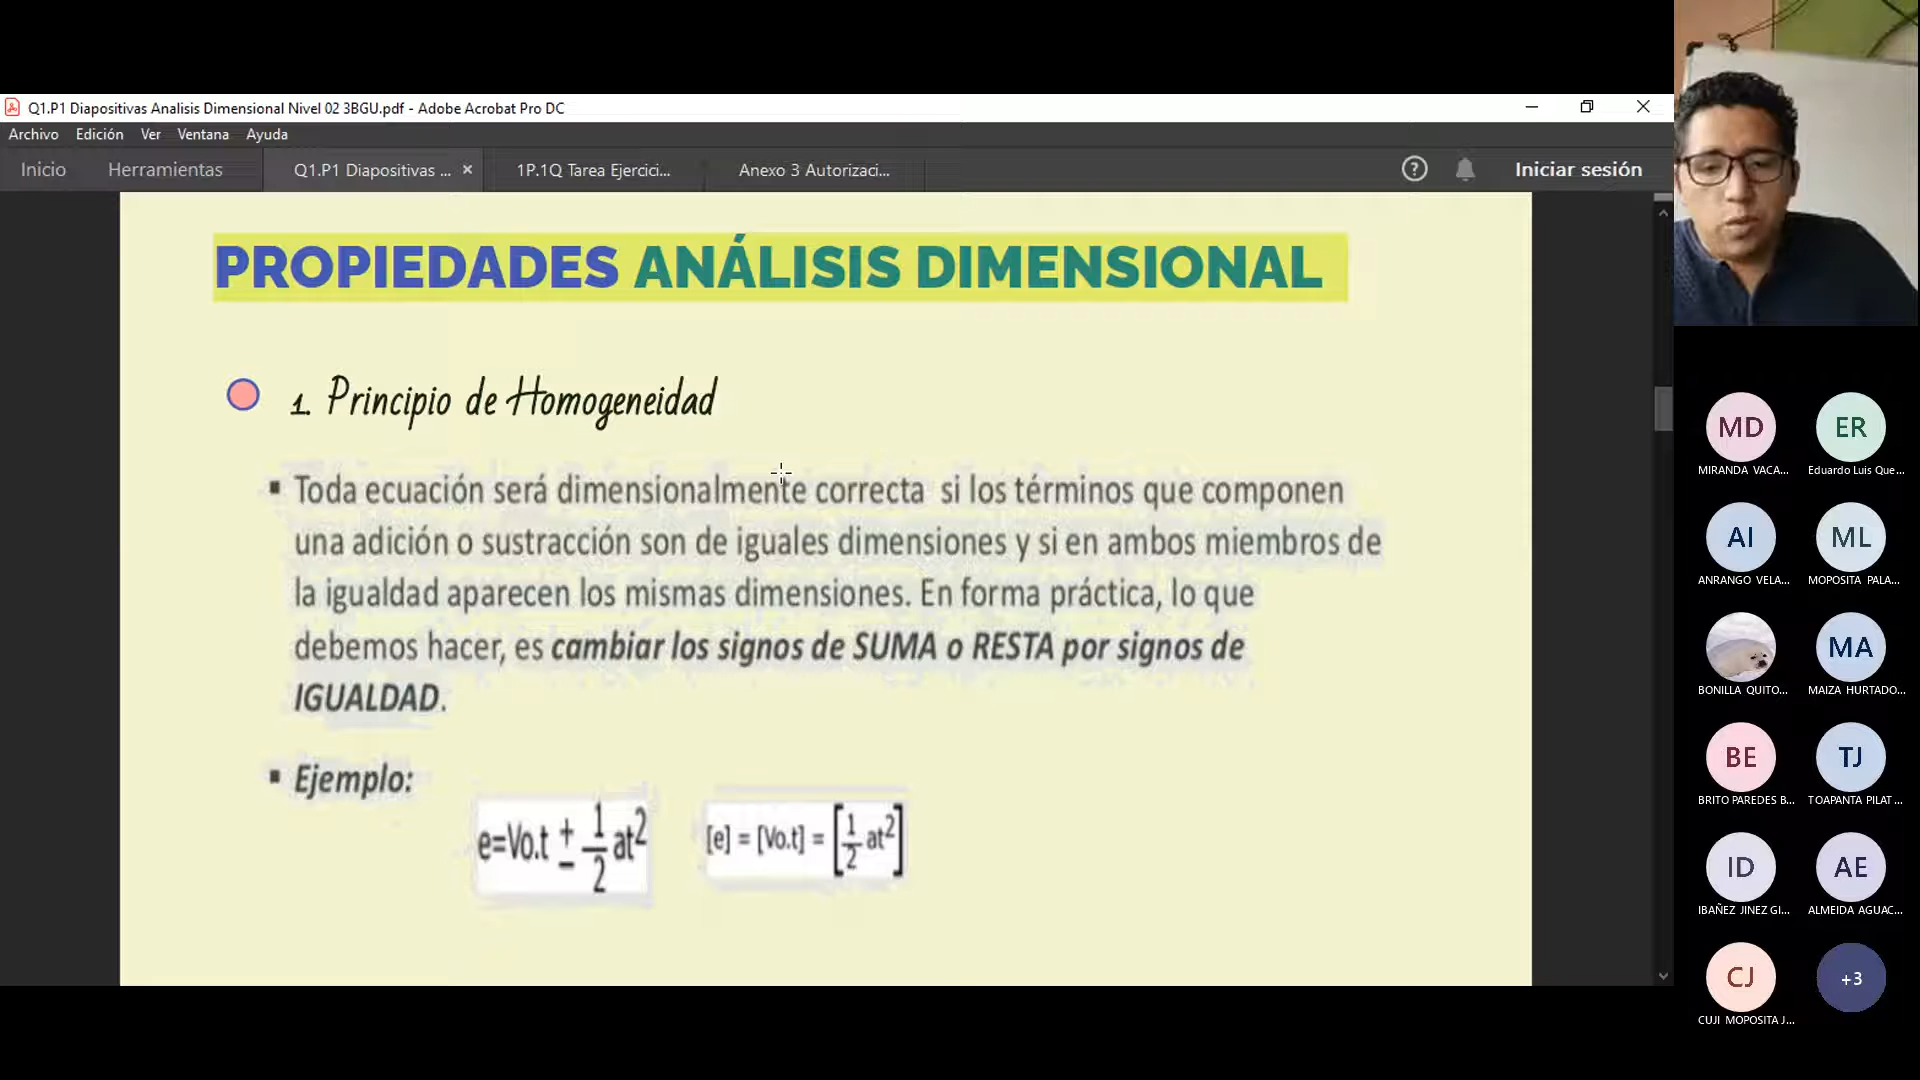 Q1.P1 Diapositivas Analisis Dimensional Nivel 02 3BGU.pdf - Adobe Acrobat Pro DC
Archivo Edición Ver Ventana Ayuda
Inicio Herramientas Q1.P1 Diapositivas ... × 1P.1Q Tarea Ejercici... Anexo 3 Autorizaci... ? Iniciar sesión
PROPIEDADES ANÁLISIS DIMENSIONAL
1. Principio de Homogeneidad
▪ Toda ecuación será dimensionalmente correcta si los términos que componen
una adición o sustracción son de iguales dimensiones y si en ambos miembros de
la igualdad aparecen los mismas dimensiones. En forma práctica, lo que
debemos hacer, es cambiar los signos de SUMA o RESTA por signos de
IGUALDAD.
▪ Ejemplo:
e=Vo.t ± 1/2 at² [e] = [Vo.t] = [1/2 at²]
MD ER
MIRANDA VACA... Eduardo Luis Que...
AI ML
ANRANGO VELA... MOPOSITA PALA...
MA
BONILLA QUITO... MAIZA HURTADO...
BE TJ
BRITO PAREDES B... TOAPANTA PILAT...
ID AE
IBAÑEZ JINEZ GI... ALMEIDA AGUAC...
CJ +3
CUJI MOPOSITA J...